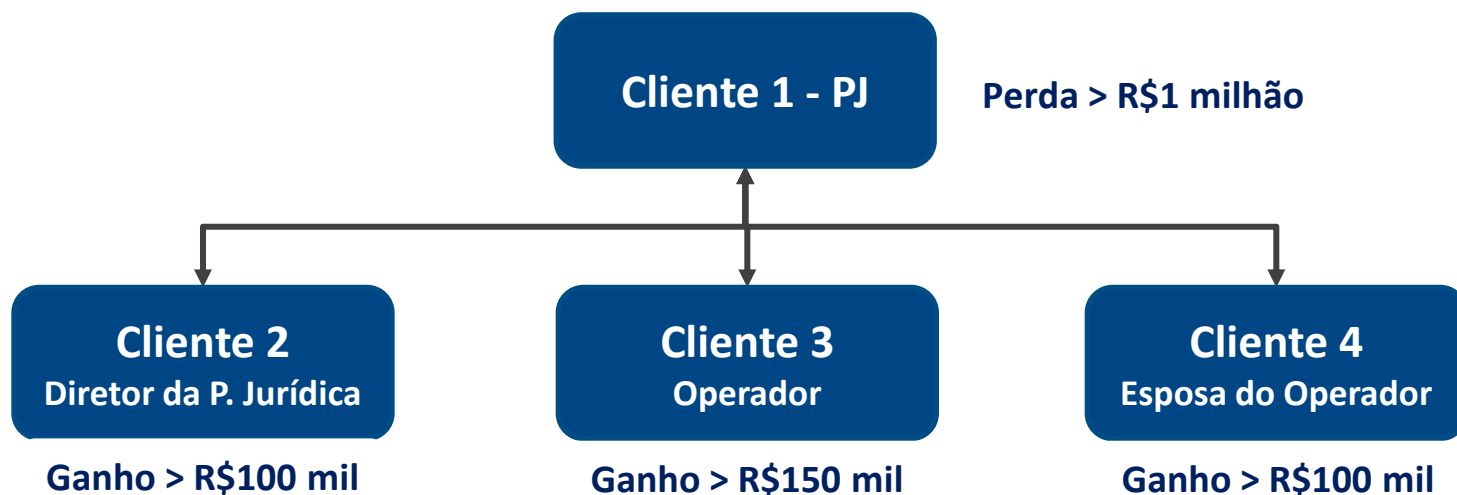 Cliente 1 - PJ
Perda > R$1 milhão
Cliente 2
Diretor da P. Jurídica
Ganho > R$100 mil
Cliente 3
Operador
Ganho > R$150 mil
Cliente 4
Esposa do Operador
Ganho > R$100 mil